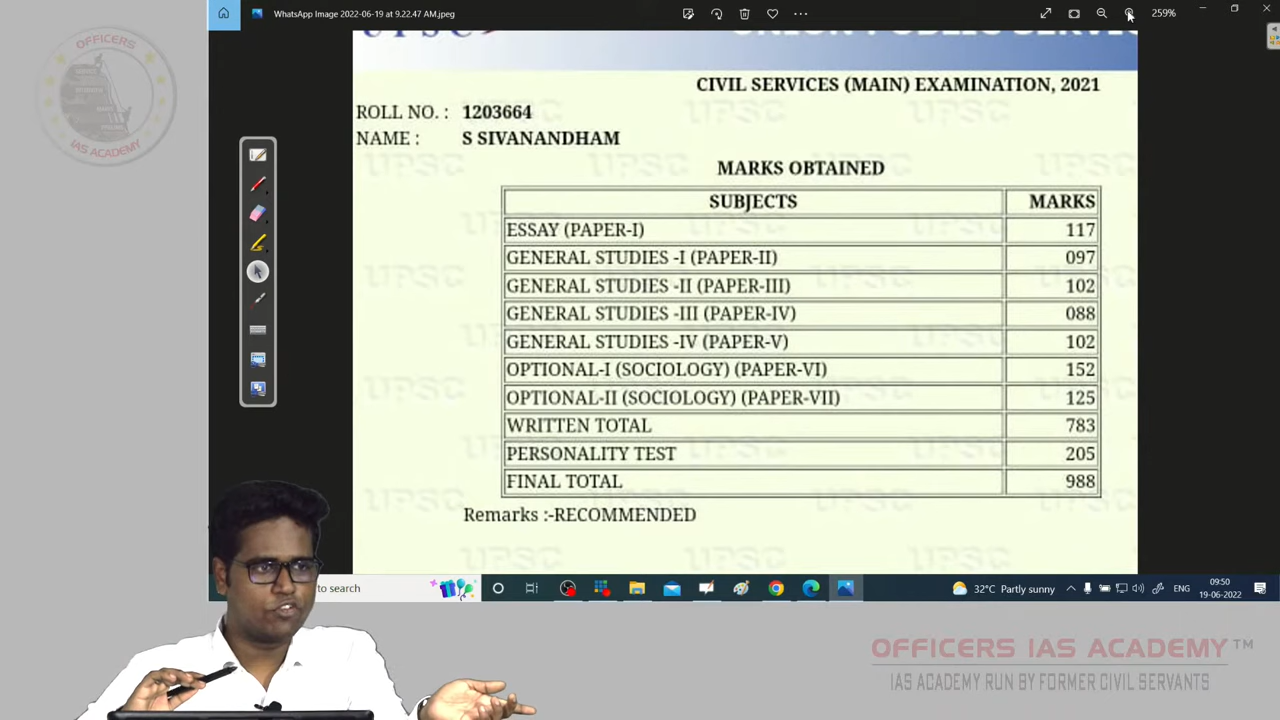 WhatsApp Image 2022-06-19 at 9.22.47 AM.jpeg
259%
OFFICERS
IAS ACADEMY
CIVIL SERVICES (MAIN) EXAMINATION, 2021
ROLL NO. : 1203664
NAME : S SIVANANDHAM
MARKS OBTAINED
SUBJECTS MARKS
ESSAY (PAPER-I) 117
GENERAL STUDIES -I (PAPER-II) 097
GENERAL STUDIES -II (PAPER-III) 102
GENERAL STUDIES -III (PAPER-IV) 088
GENERAL STUDIES -IV (PAPER-V) 102
OPTIONAL-I (SOCIOLOGY) (PAPER-VI) 152
OPTIONAL-II (SOCIOLOGY) (PAPER-VII) 125
WRITTEN TOTAL 783
PERSONALITY TEST 205
FINAL TOTAL 988
Remarks :-RECOMMENDED
UPSC
to search
32°C Partly sunny
ENG
09:50
19-06-2022
OFFICERS IAS ACADEMY™
IAS ACADEMY RUN BY FORMER CIVIL SERVANTS